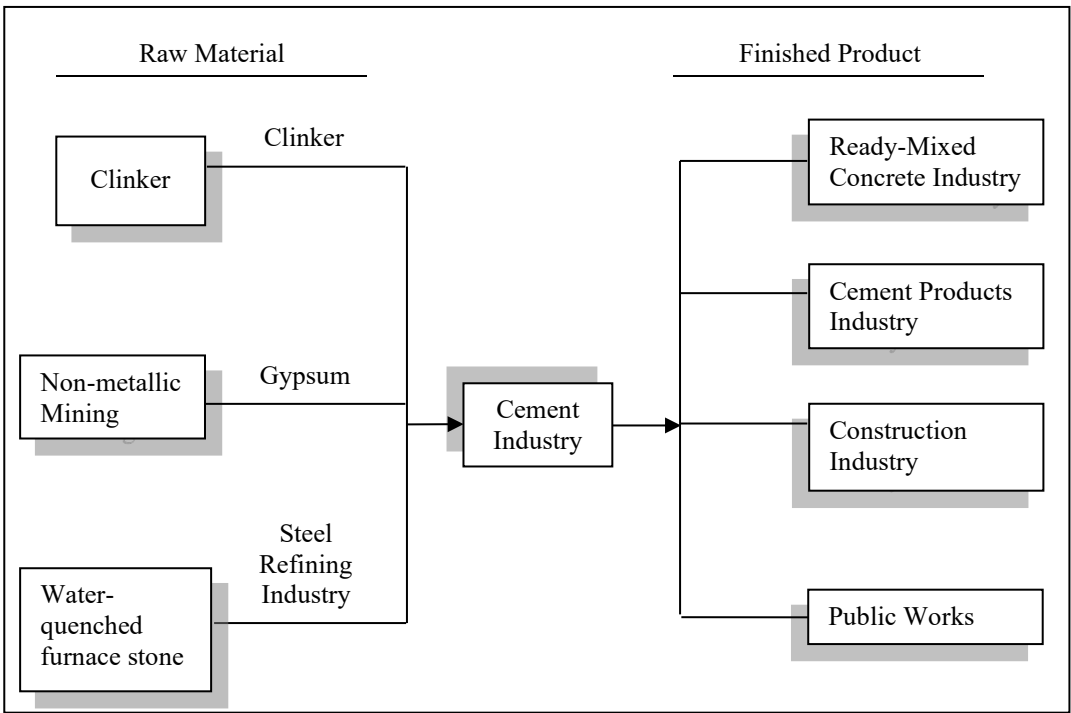 Raw Material
Finished Product
Clinker
Clinker
Non-metallic
Mining
Gypsum
Water-
quenched
furnace stone
Steel
Refining
Industry
Cement
Industry
Ready-Mixed
Concrete Industry
Cement Products
Industry
Construction
Industry
Public Works